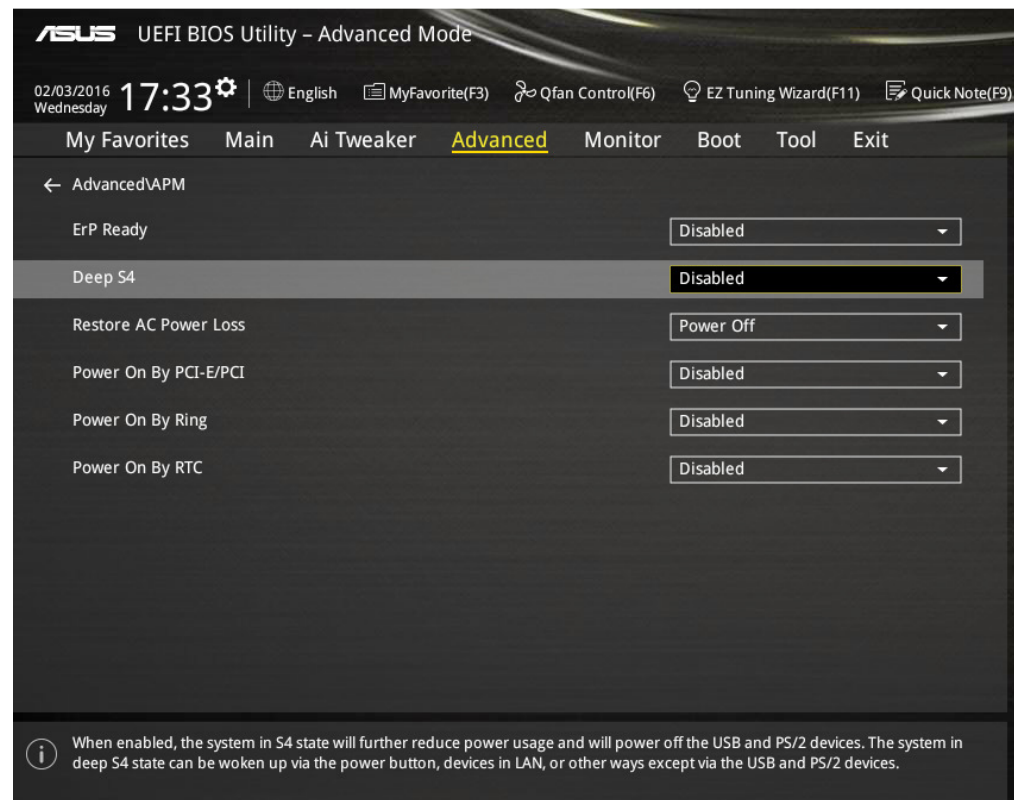 ASUS UEFI BIOS Utility – Advanced Mode
02/03/2016
Wednesday
17:33
English MyFavorite(F3) Qfan Control(F6) EZ Tuning Wizard(F11) Quick Note(F9)
My Favorites Main Ai Tweaker Advanced Monitor Boot Tool Exit
← Advanced\APM
ErP Ready Disabled
Deep S4 Disabled
Restore AC Power Loss Power Off
Power On By PCI-E/PCI Disabled
Power On By Ring Disabled
Power On By RTC Disabled
When enabled, the system in S4 state will further reduce power usage and will power off the USB and PS/2 devices. The system in
deep S4 state can be woken up via the power button, devices in LAN, or other ways except via the USB and PS/2 devices.